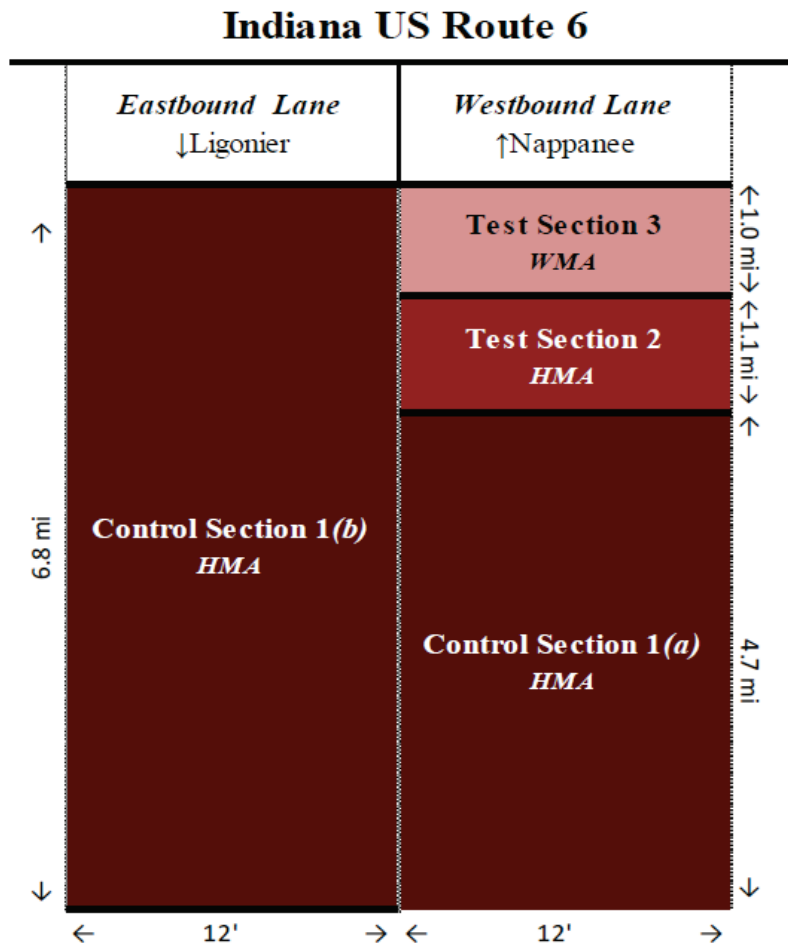 Indiana US Route 6
Eastbound Lane
↓Ligonier
Westbound Lane
↑Nappanee
Test Section 3
WMA
←1.0 mi→
Test Section 2
HMA
←1.1mi→
Control Section 1(b)
HMA
← 6.8 mi →
Control Section 1(a)
HMA
← 4.7 mi →
← 12' →
← 12' →